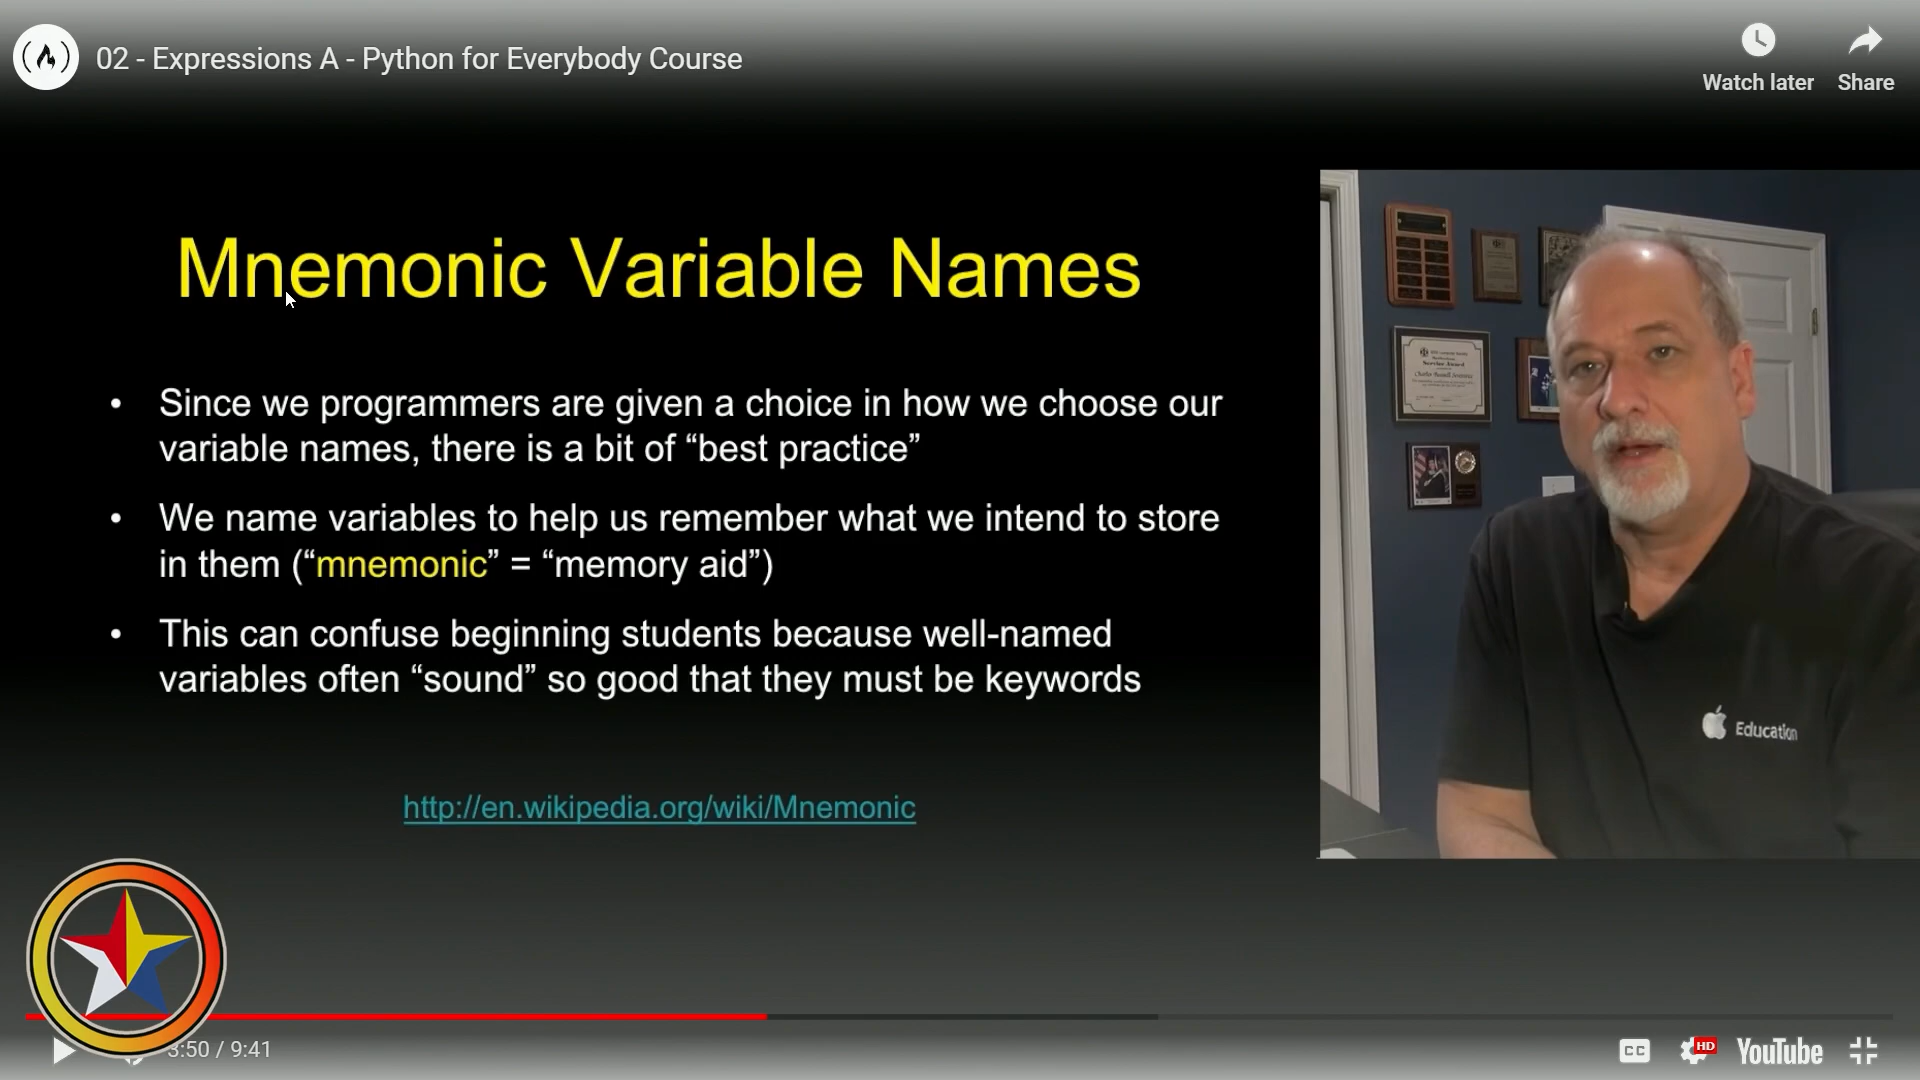 02 - Expressions A - Python for Everybody Course
Watch later
Share
Mnemonic Variable Names
• Since we programmers are given a choice in how we choose our
variable names, there is a bit of “best practice”
• We name variables to help us remember what we intend to store
in them (“mnemonic” = “memory aid”)
• This can confuse beginning students because well-named
variables often “sound” so good that they must be keywords
http://en.wikipedia.org/wiki/Mnemonic
Service Award
Education
3:50 / 9:41
CC
HD
YouTube